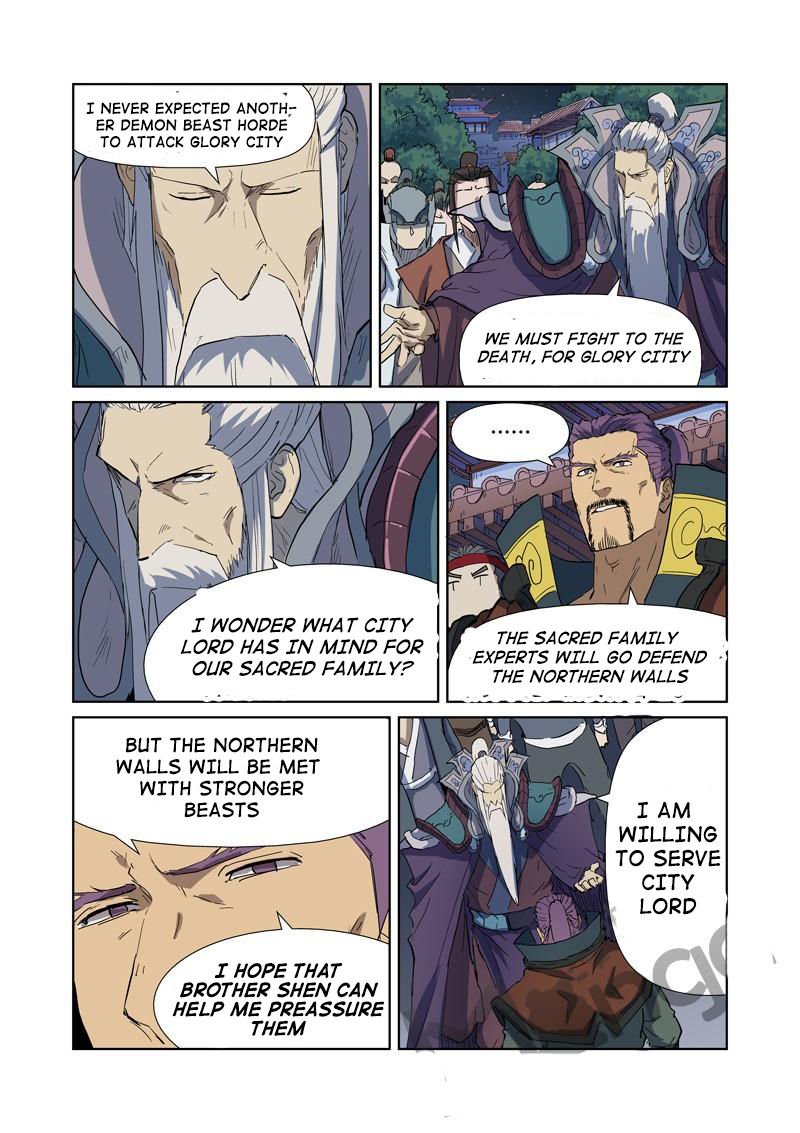 I NEVER EXPECTED ANOTH-
ER DEMON BEAST HORDE
TO ATTACK GLORY CITY
WE MUST FIGHT TO THE
DEATH, FOR GLORY CITIY
I WONDER WHAT CITY
LORD HAS IN MIND FOR
OUR SACRED FAMILY?
......
THE SACRED FAMILY
EXPERTS WILL GO DEFEND
THE NORTHERN WALLS
BUT THE NORTHERN
WALLS WILL BE MET
WITH STRONGER
BEASTS
I HOPE THAT
BROTHER SHEN CAN
HELP ME PREASSURE
THEM
I AM
WILLING
TO SERVE
CITY
LORD